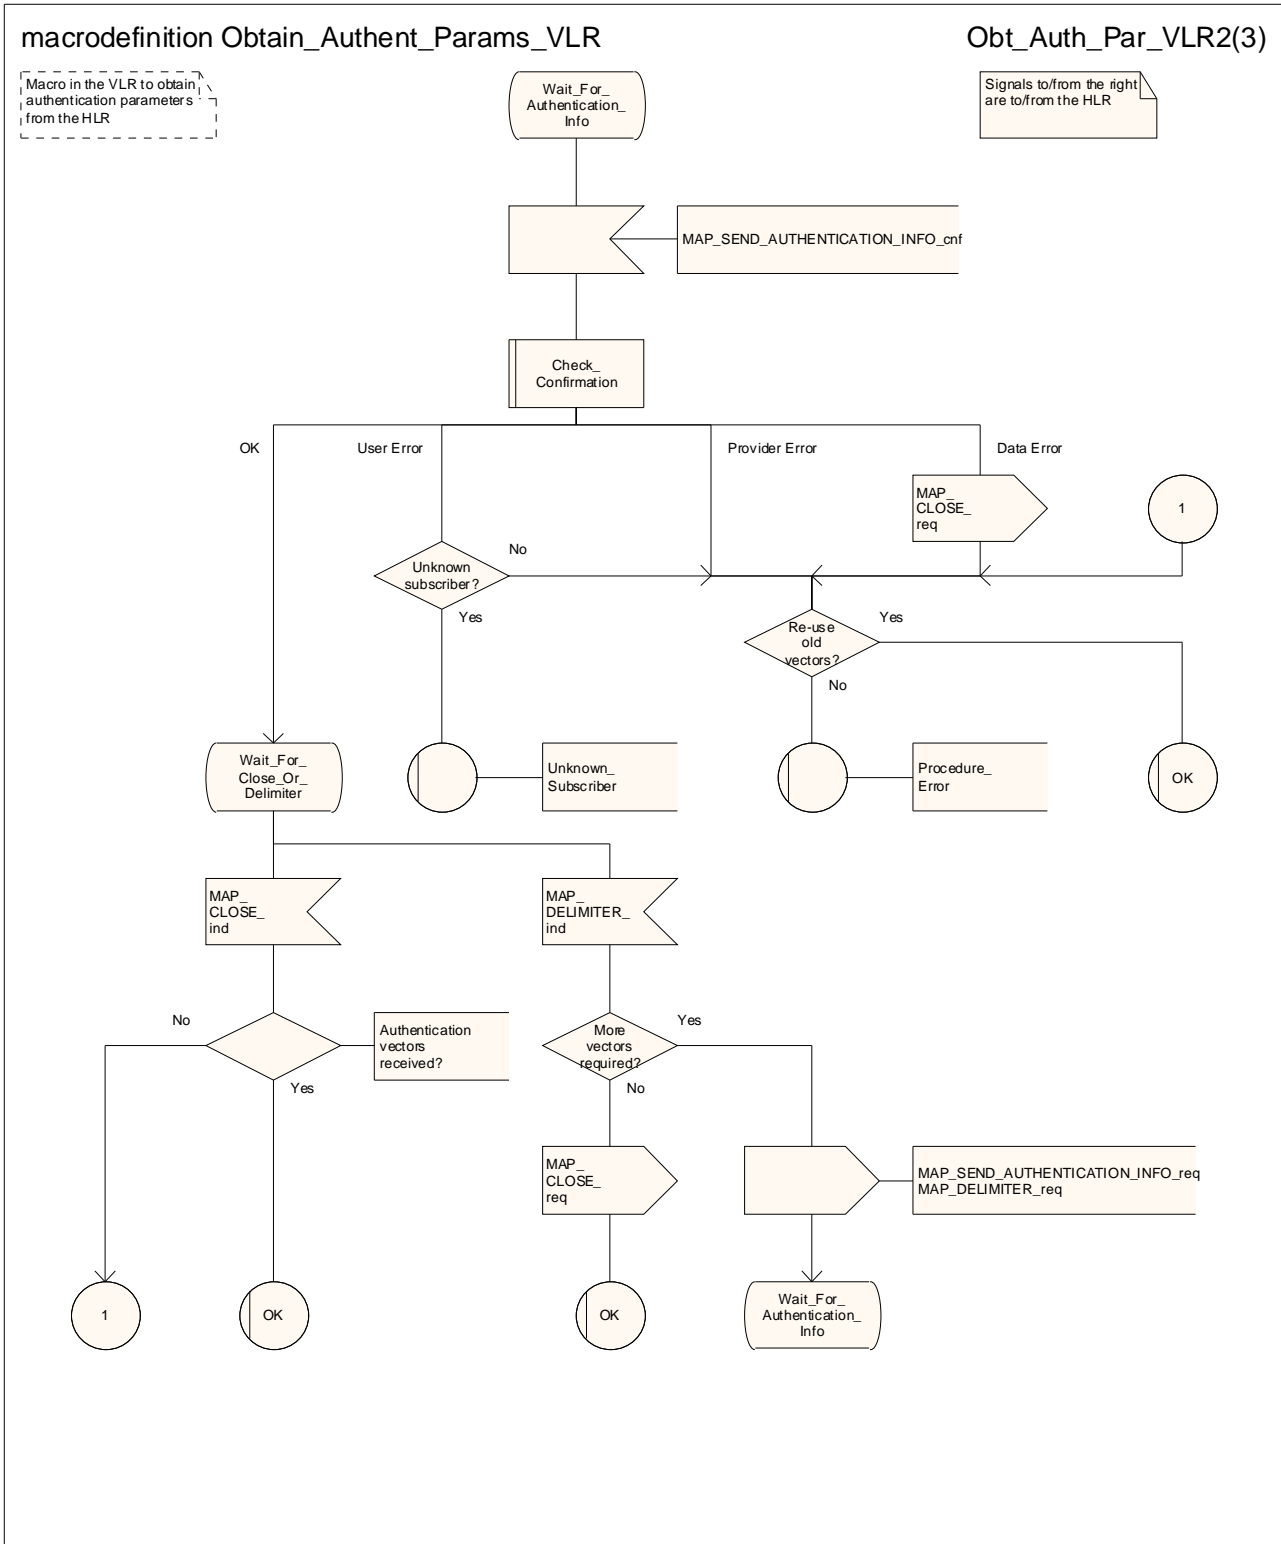 macrodefinition Obtain_Authent_Params_VLR
Obt_Auth_Par_VLR2(3)
Macro in the VLR to obtain
authentication parameters
from the HLR
Wait_For_
Authentication_
Info
Signals to/from the right
are to/from the HLR
MAP_SEND_AUTHENTICATION_INFO_cnf
Check_
Confirmation
OK
User Error
Provider Error
Data Error
MAP_
CLOSE_
req
1
Unknown
subscriber?
No
Yes
Re-use
old
vectors?
Yes
No
Wait_For_
Close_Or_
Delimiter
Unknown_
Subscriber
Procedure_
Error
OK
MAP_
CLOSE_
ind
MAP_
DELIMITER_
ind
No
Authentication
vectors
received?
Yes
More
vectors
required?
Yes
No
MAP_
CLOSE_
req
MAP_SEND_AUTHENTICATION_INFO_req
MAP_DELIMITER_req
1
OK
OK
Wait_For_
Authentication_
Info